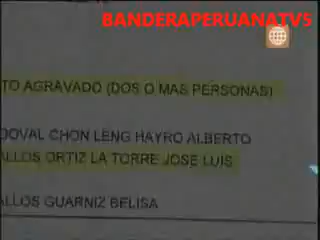 BANDERAPERUANATV5
TO AGRAVADO (DOS O MAS PERSONAS)
DOVAL CHON LENG HAYRO ALBERTO
ALLOS ORTIZ LA TORRE JOSE LUIS
ALLOS GUARNIZ BELISA